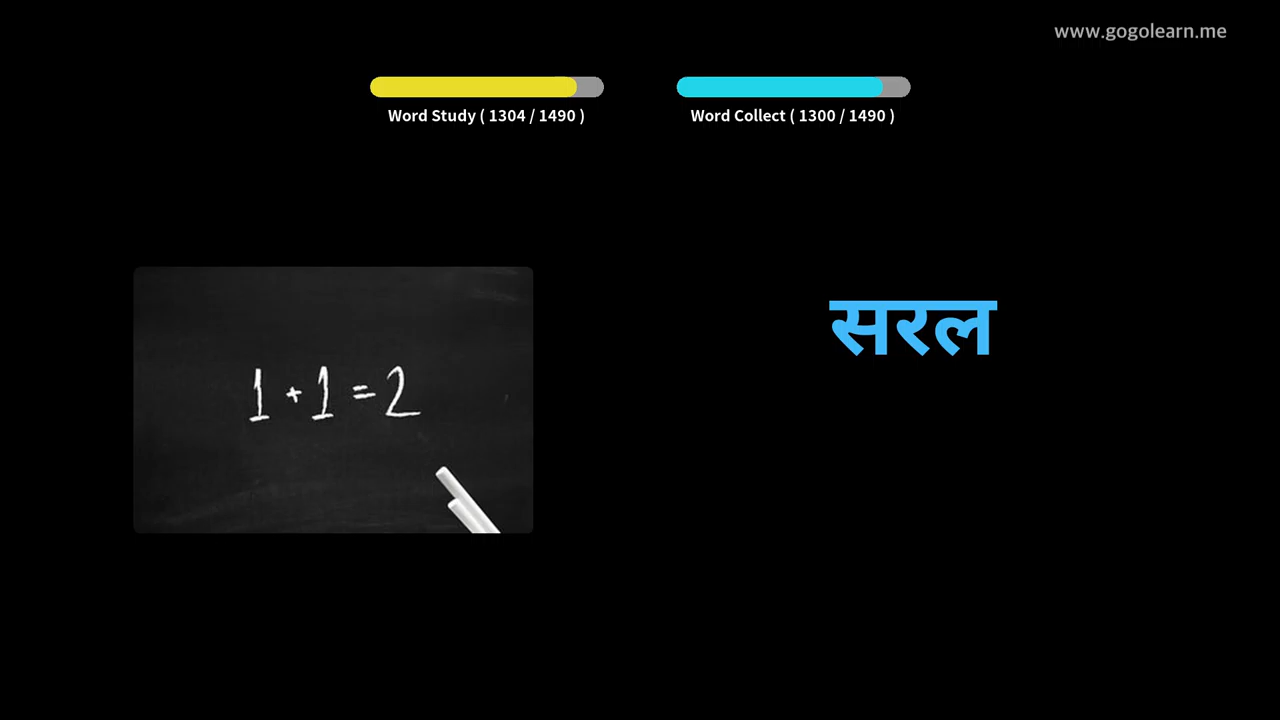 www.gogolearn.me
Word Study ( 1304 / 1490 )
Word Collect ( 1300 / 1490 )
1 + 1 = 2
सरल